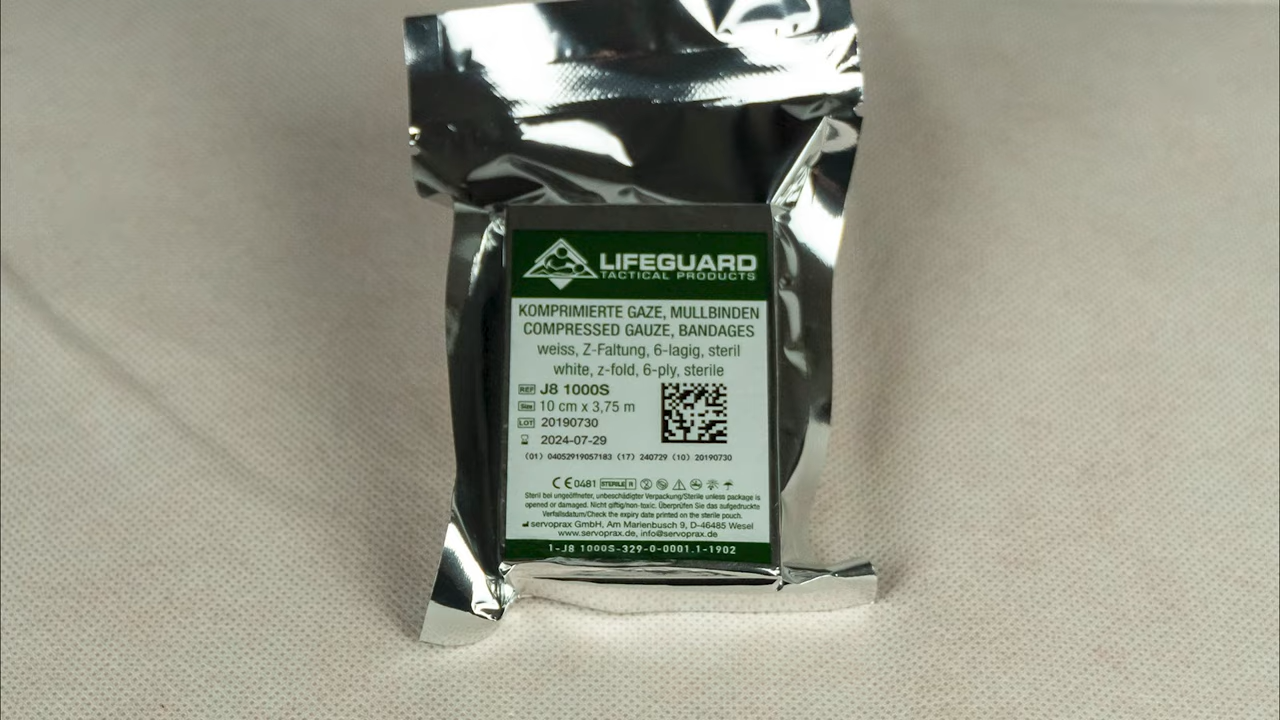 LIFEGUARD
TACTICAL PRODUCTS
KOMPRIMIERTE GAZE, MULLBINDEN
COMPRESSED GAUZE, BANDAGES
weiss, Z-Faltung, 6-lagig, steril
white, z-fold, 6-ply, sterile
REF J8 1000S
Size 10 cm x 3,75 m
LOT 20190730
2024-07-29
(01) 04052919057183 (17) 240729 (10) 20190730
CE 0481 STERILE R
Steril bei ungeöffneter, unbeschädigter Verpackung/Sterile unless package is
opened or damaged. Nicht giftig/non-toxic. Überprüfen Sie das aufgedruckte
Verfallsdatum/Check the expiry date printed on the sterile pouch.
servoprax GmbH, Am Marienbusch 9, D-46485 Wesel
www.servoprax.de, info@servoprax.de
1-J8 1000S-329-0-0001.1-1902